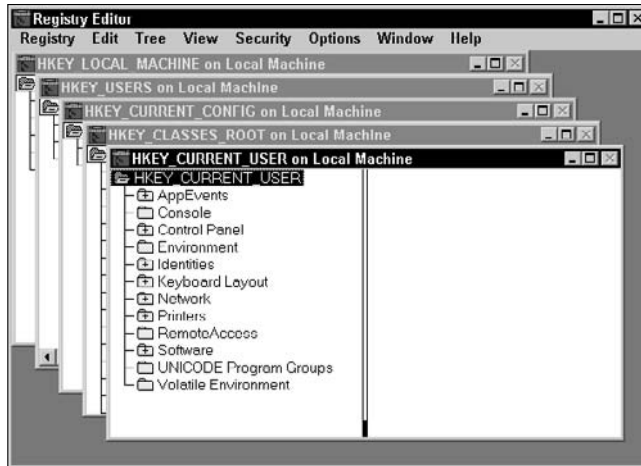 Registry Editor
Registry Edit Tree View Security Options Window Help
HKEY_LOCAL_MACHINE on Local Machine
HKEY_USERS on Local Machine
HKEY_CURRENT_CONFIG on Local Machine
HKEY_CLASSES_ROOT on Local Machine
HKEY_CURRENT_USER on Local Machine
HKEY_CURRENT_USER
AppEvents
Console
Control Panel
Environment
Identities
Keyboard Layout
Network
Printers
RemoteAccess
Software
UNICODE Program Groups
Volatile Environment